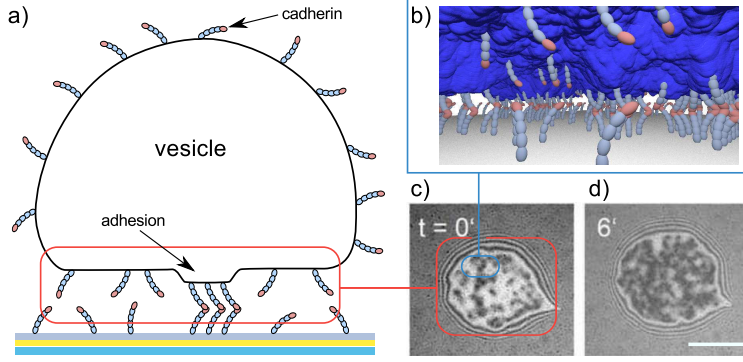 a)
cadherin
vesicle
adhesion
b)
c)
t = 0‘
d)
6‘